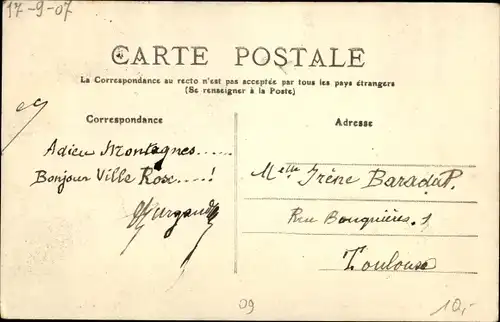 17-9-07
CARTE POSTALE
La Correspondance au recto n'est pas acceptée par tous les pays étrangers
(Se renseigner à la Poste)
Correspondance
Adresse
Adieu Montagnes.....
Bonjour Ville Rose.....!
Melle Irène Baradat.
Rue Bouquières. 1
Toulouse
09
10,-